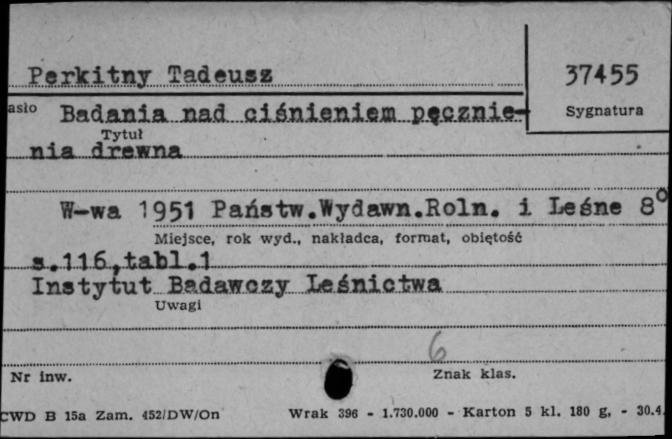 Perkitny Tadeusz
37455
asło Badania nad ciśnieniem pęcznie-
Sygnatura
Tytuł
nia drewna
W-wa 1951 Państw.Wydawn.Roln. i Leśne 8°
Miejsce, rok wyd., nakładca, format, objętość
s.116,tabl.1
Instytut Badawczy Leśnictwa
Uwagi
6
Nr inw.
Znak klas.
CWD B 15a Zam. 452/DW/On Wrak 396 - 1.730.000 - Karton 5 kl. 180 g. - 30.4.